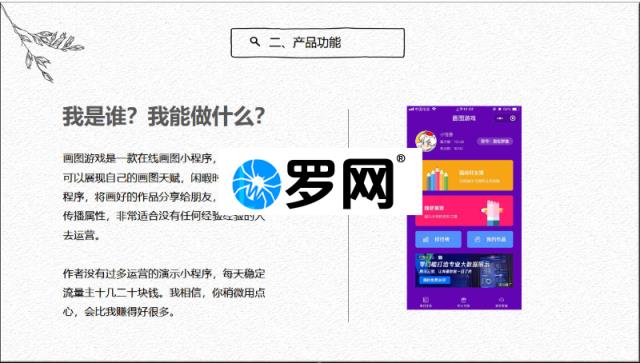 二、产品功能
我是谁？我能做什么？
画图游戏是一款在线画图小程序，
可以展现自己的画图天赋，闲暇
程序，将画好的作品分享给朋友，
传播属性，非常适合没有任何经验经验的人
去运营。
作者没有过多运营的演示小程序，每天稳定
流量主十几二十块钱。我相信，你稍微用点
心，会比我赚得好很多。
罗网®
画图游戏
排行榜
我的作品